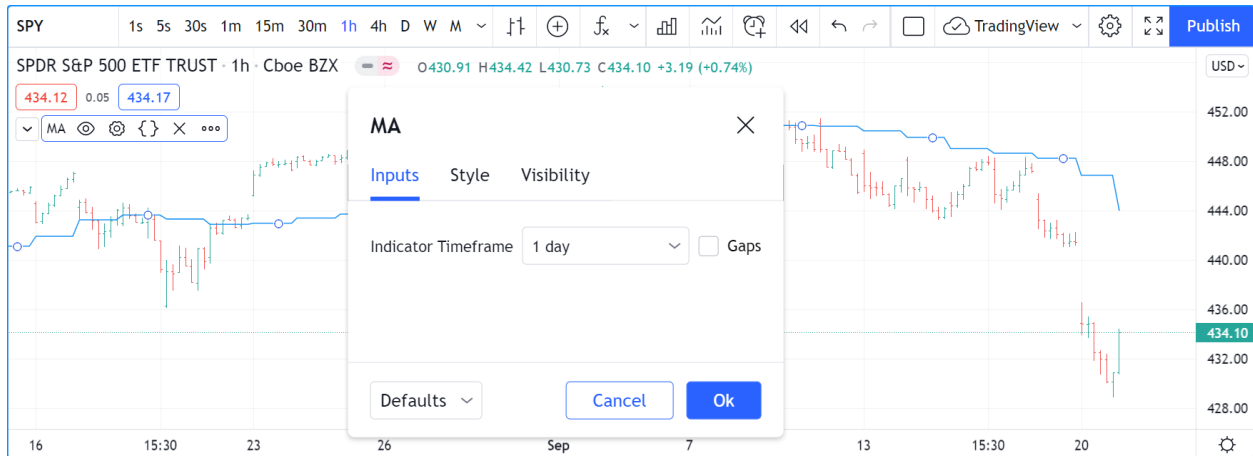 SPY 1s 5s 30s 1m 15m 30m 1h 4h D W M fx TradingView Publish
SPDR S&P 500 ETF TRUST · 1h · Cboe BZX O430.91 H434.42 L430.73 C434.10 +3.19 (+0.74%) USD
434.12 0.05 434.17
MA {}
MA
Inputs Style Visibility
Indicator Timeframe 1 day Gaps
Defaults Cancel Ok
452.00
448.00
444.00
440.00
436.00
434.10
432.00
428.00
16 15:30 23 26 Sep 7 13 15:30 20